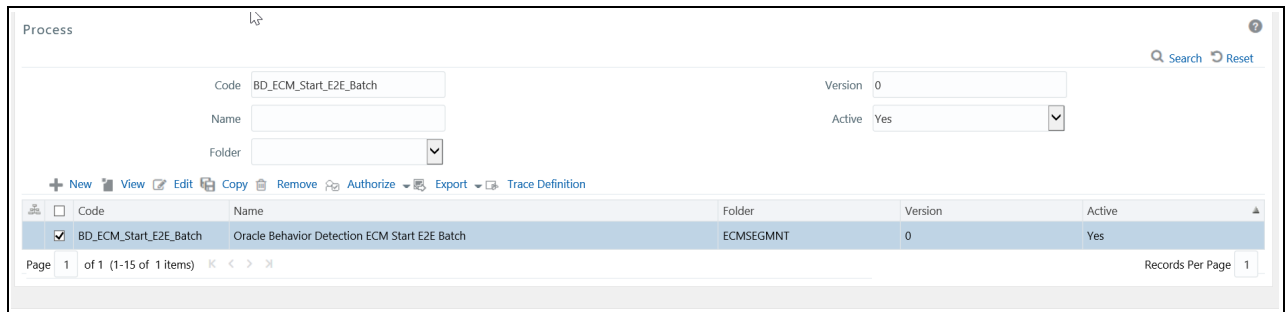 Process
Search Reset
Code BD_ECM_Start_E2E_Batch Version 0
Name Active Yes
Folder
New View Edit Copy Remove Authorize Export Trace Definition
Code Name Folder Version Active
BD_ECM_Start_E2E_Batch Oracle Behavior Detection ECM Start E2E Batch ECMSEGMNT 0 Yes
Page 1 of 1 (1-15 of 1 items) Records Per Page 1